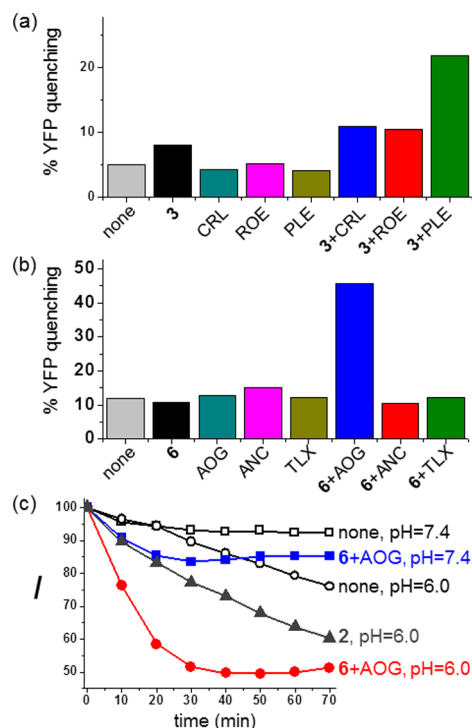 (a)
% YFP quenching
20
10
0
none
3
CRL
ROE
PLE
3+CRL
3+ROE
3+PLE
(b)
% YFP quenching
50
40
30
20
10
0
none
6
AOG
ANC
TLX
6+AOG
6+ANC
6+TLX
(c)
I
100
90
80
70
60
50
none, pH=7.4
6+AOG, pH=7.4
none, pH=6.0
2, pH=6.0
6+AOG, pH=6.0
0 10 20 30 40 50 60 70
time (min)